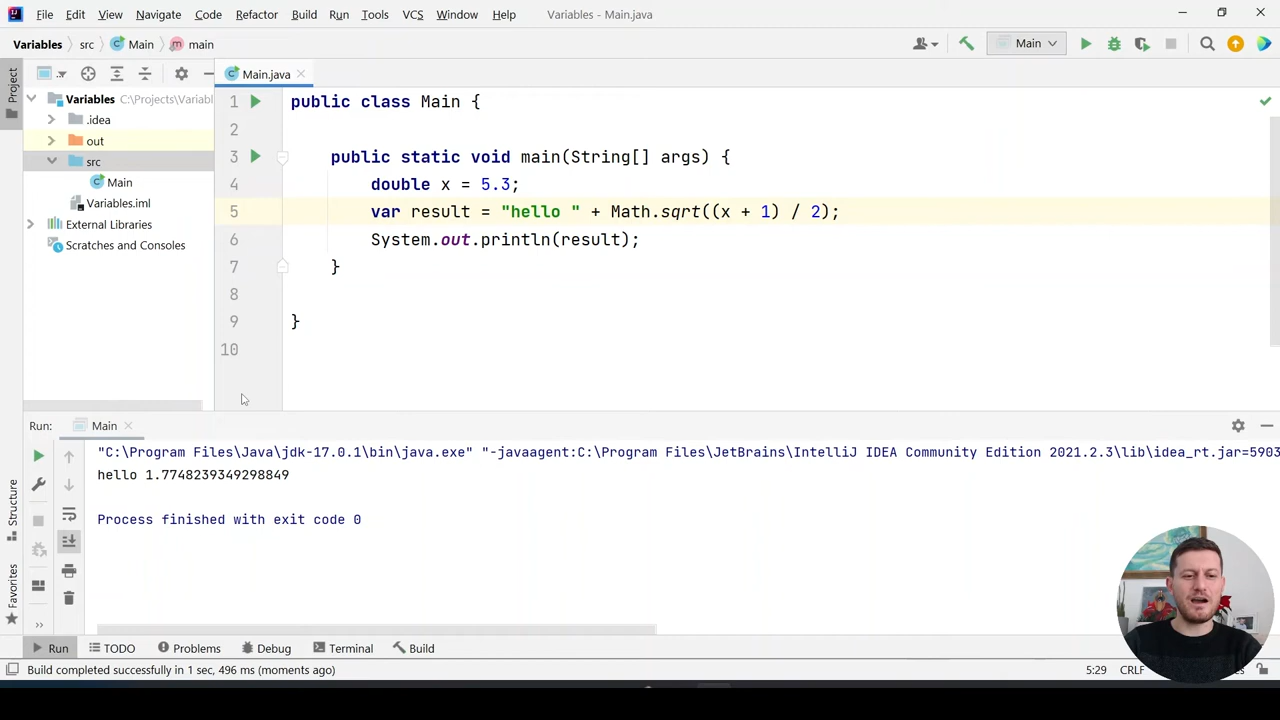 File Edit View Navigate Code Refactor Build Run Tools VCS Window Help Variables - Main.java
Variables src Main main Main
Project
Main.java
Variables C:\Projects\Variabl
.idea
out
src
Main
Variables.iml
External Libraries
Scratches and Consoles
1 public class Main {
2
3 public static void main(String[] args) {
4 double x = 5.3;
5 var result = "hello " + Math.sqrt((x + 1) / 2);
6 System.out.println(result);
7 }
8
9 }
10
Run: Main
"C:\Program Files\Java\jdk-17.0.1\bin\java.exe" "-javaagent:C:\Program Files\JetBrains\IntelliJ IDEA Community Edition 2021.2.3\lib\idea_rt.jar=5903
hello 1.7748239349298849
Process finished with exit code 0
Structure
Favorites
Run TODO Problems Debug Terminal Build
Build completed successfully in 1 sec, 496 ms (moments ago) 5:29 CRLF